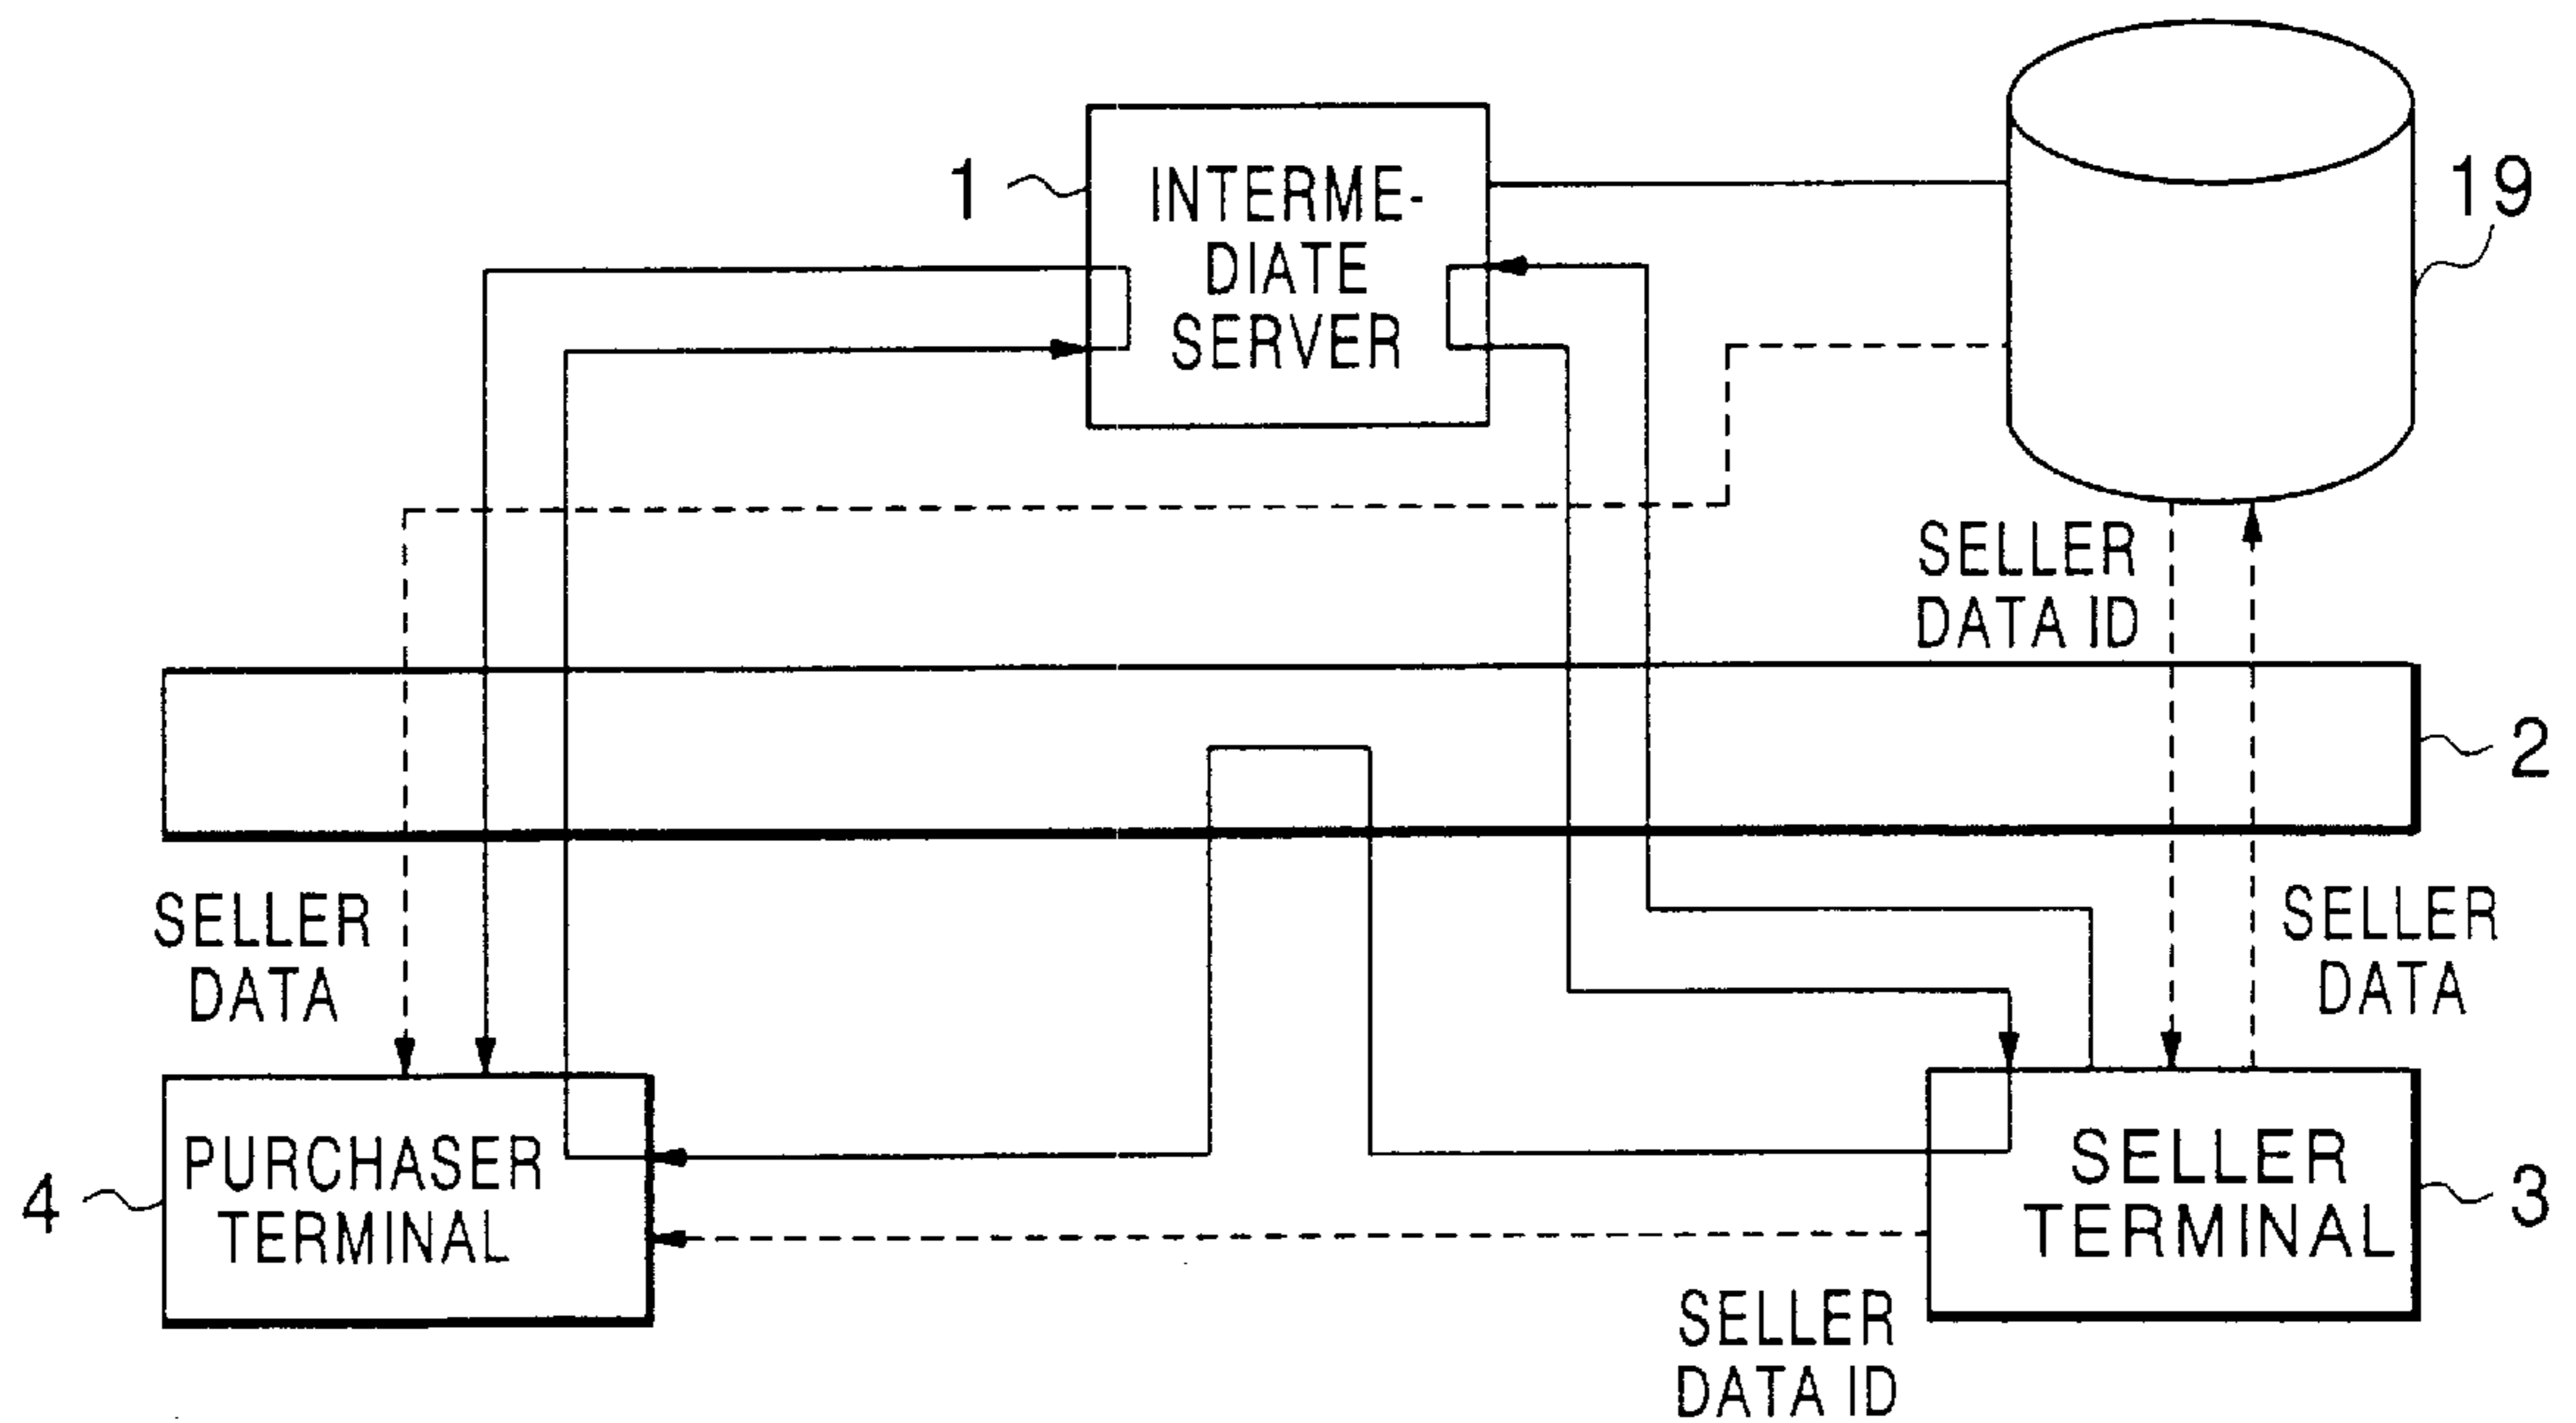 1
INTERME-
DIATE
SERVER
19
SELLER
DATA ID
2
SELLER
DATA
SELLER
DATA
4
PURCHASER
TERMINAL
SELLER
TERMINAL
3
SELLER
DATA ID